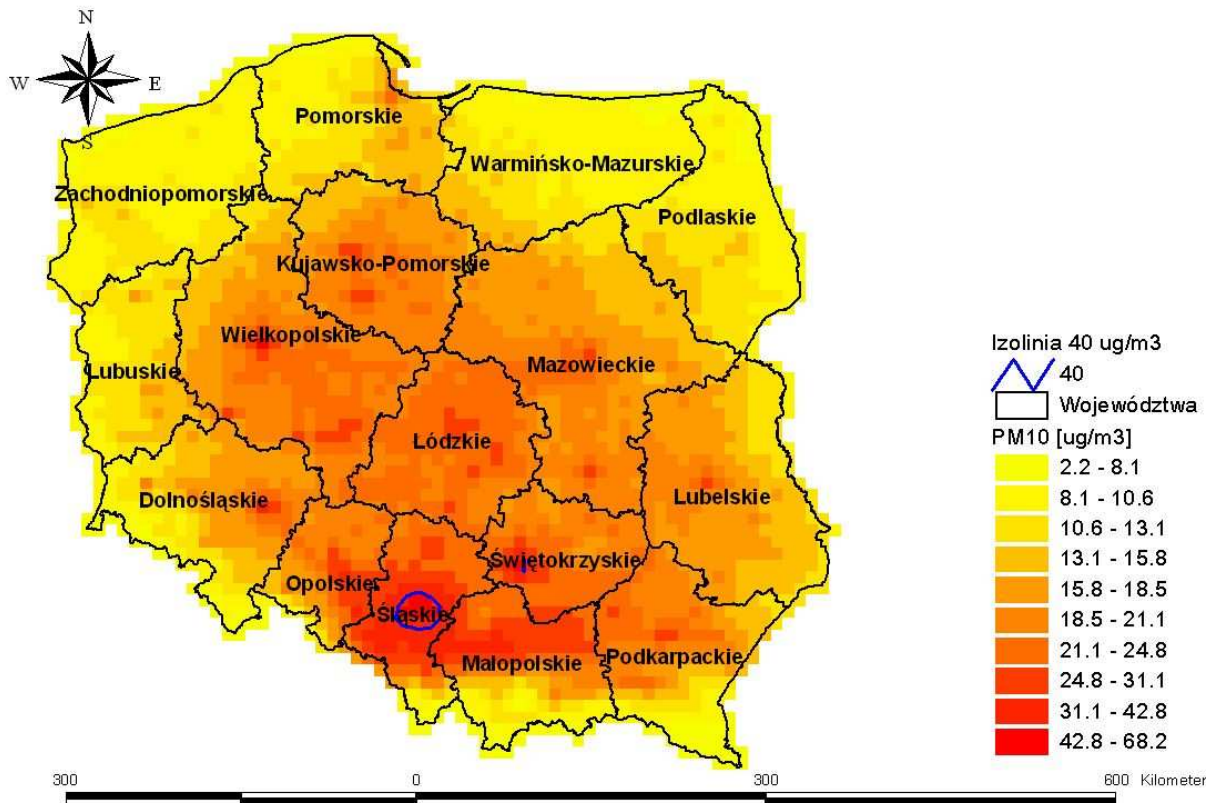 N
W E
S
Pomorskie
Warmińsko-Mazurskie
Zachodniopomorskie
Podlaskie
Kujawsko-Pomorskie
Wielkopolskie
Mazowieckie
Lubuskie
Łódzkie
Dolnośląskie
Lubelskie
Świętokrzyskie
Opolskie
Śląskie
Małopolskie
Podkarpackie
Izolinia 40 ug/m3
40
Województwa
PM10 [ug/m3]
2.2 - 8.1
8.1 - 10.6
10.6 - 13.1
13.1 - 15.8
15.8 - 18.5
18.5 - 21.1
21.1 - 24.8
24.8 - 31.1
31.1 - 42.8
42.8 - 68.2
300 0 300 600 Kilometer